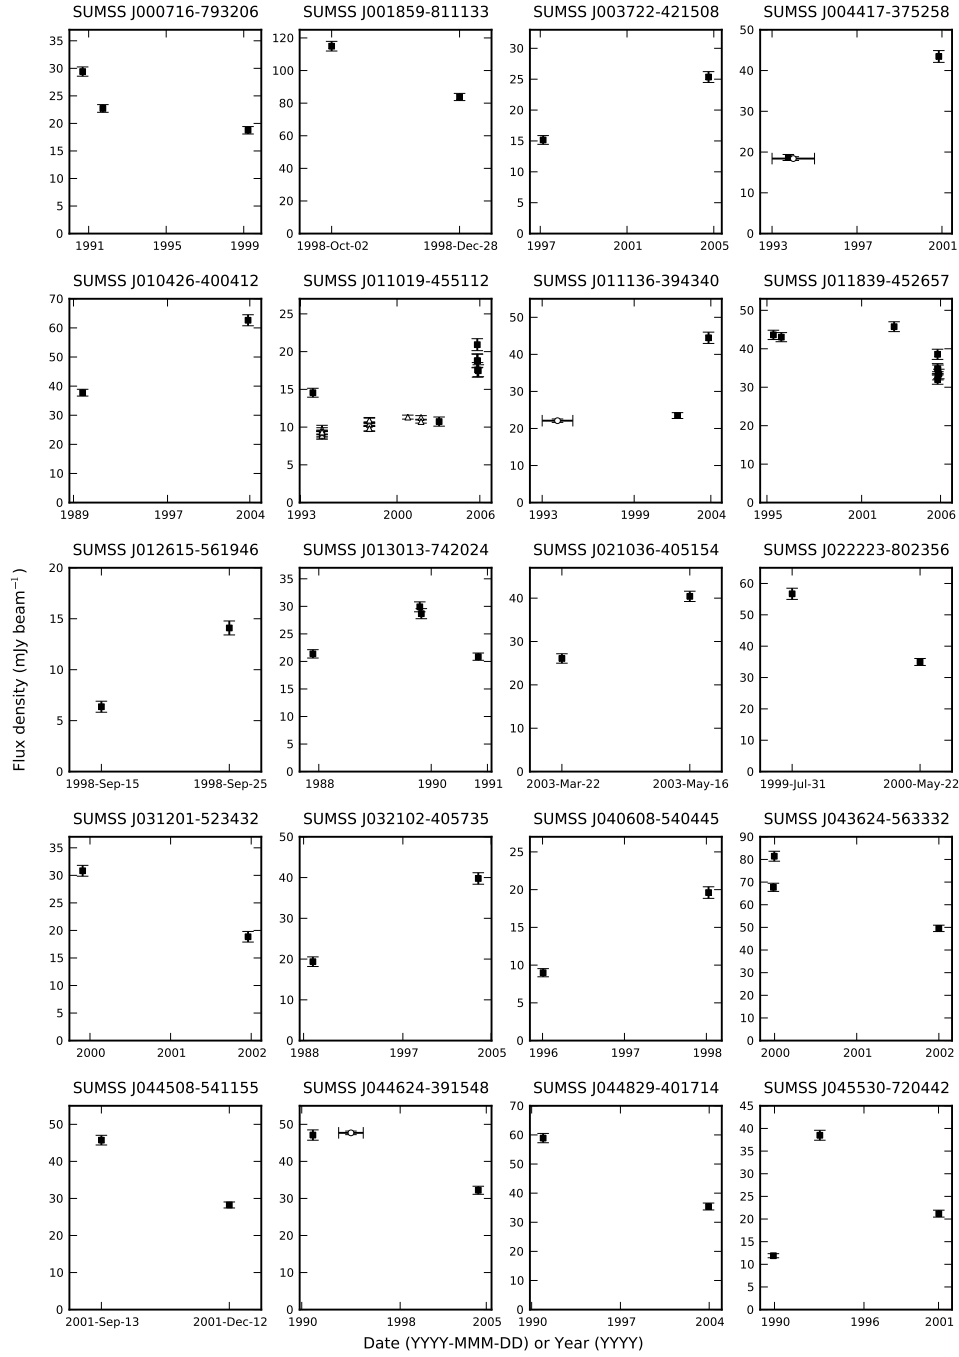 SUMSS J000716-793206 SUMSS J001859-811133 SUMSS J003722-421508 SUMSS J004417-375258
35 120 30 50
30 100 25 40
25 80 20 30
20 60 15 20
15 40 10 10
10 20 5 0
5 0 0
0
1991 1995 1999 1998-Oct-02 1998-Dec-28 1997 2001 2005 1993 1997 2001
SUMSS J010426-400412 SUMSS J011019-455112 SUMSS J011136-394340 SUMSS J011839-452657
70 25 50 50
60 20 40 40
50 15 30 30
40 10 20 20
30 5 10 10
20 0 0 0
10
0
1989 1997 2004 1993 2000 2006 1993 1999 2004 1995 2001 2006
SUMSS J012615-561946 SUMSS J013013-742024 SUMSS J021036-405154 SUMSS J022223-802356
20 35 40 60
15 30 30 50
10 25 20 40
5 20 10 30
0 15 0 20
10 10
5 0
0
1998-Sep-15 1998-Sep-25 1988 1990 1991 2003-Mar-22 2003-May-16 1999-Jul-31 2000-May-22
Flux density (mJy beam⁻¹)
SUMSS J031201-523432 SUMSS J032102-405735 SUMSS J040608-540445 SUMSS J043624-563332
35 50 25 90
30 40 20 80
25 30 15 70
20 20 10 60
15 10 5 50
10 0 0 40
5 30
0 20
10
0
2000 2001 2002 1988 1997 2005 1996 1997 1998 2000 2001 2002
SUMSS J044508-541155 SUMSS J044624-391548 SUMSS J044829-401714 SUMSS J045530-720442
50 50 70 45
40 40 60 40
30 30 50 35
20 20 40 30
10 10 30 25
0 0 20 20
10 15
0 10
5
0
2001-Sep-13 2001-Dec-12 1990 1998 2005 1990 1997 2004 1990 1996 2001
Date (YYYY-MMM-DD) or Year (YYYY)